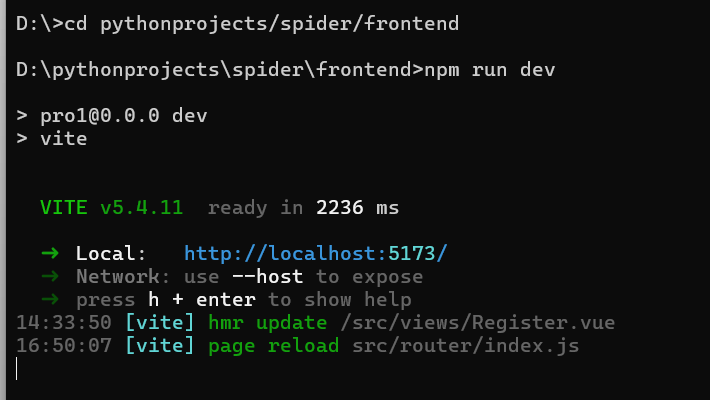 D:\>cd pythonprojects/spider/frontend
D:\pythonprojects\spider\frontend>npm run dev
> pro1@0.0.0 dev
> vite
VITE v5.4.11  ready in 2236 ms
➜  Local:   http://localhost:5173/
➜  Network: use --host to expose
➜  press h + enter to show help
14:33:50 [vite] hmr update /src/views/Register.vue
16:50:07 [vite] page reload src/router/index.js